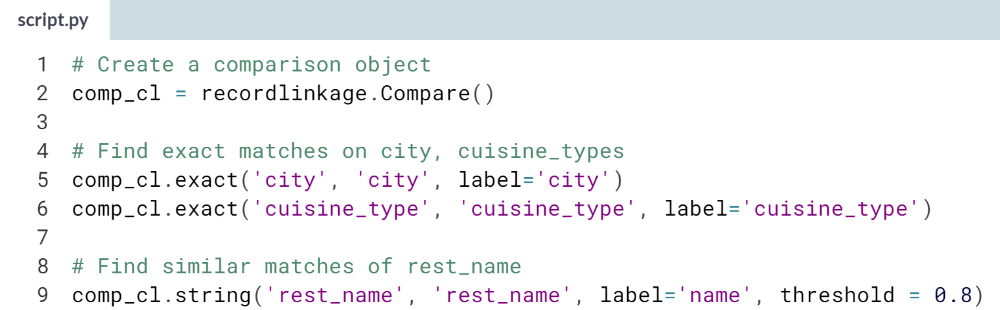 script.py
1 # Create a comparison object
2 comp_cl = recordlinkage.Compare()
3
4 # Find exact matches on city, cuisine_types
5 comp_cl.exact('city', 'city', label='city')
6 comp_cl.exact('cuisine_type', 'cuisine_type', label='cuisine_type')
7
8 # Find similar matches of rest_name
9 comp_cl.string('rest_name', 'rest_name', label='name', threshold = 0.8)